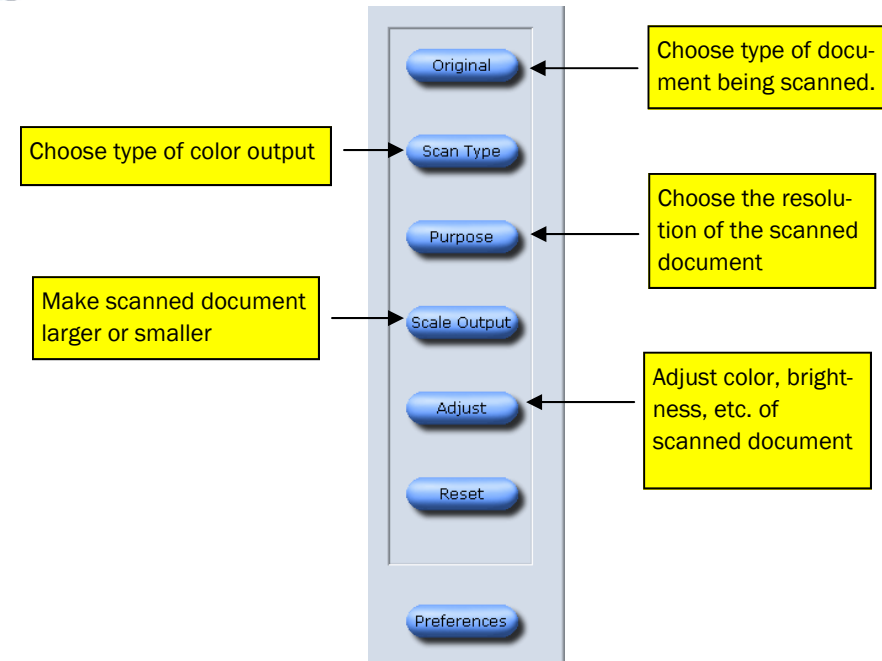 Original
Choose type of docu-
ment being scanned.
Choose type of color output
Scan Type
Purpose
Choose the resolu-
tion of the scanned
document
Make scanned document
larger or smaller
Scale Output
Adjust
Adjust color, bright-
ness, etc. of
scanned document
Reset
Preferences